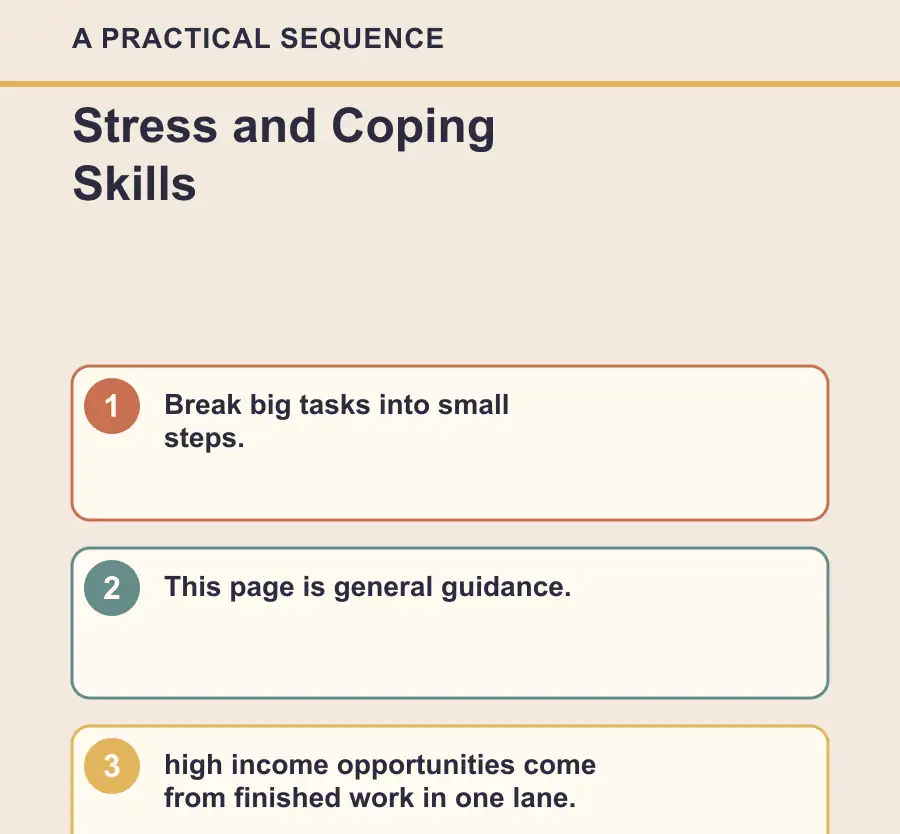 A PRACTICAL SEQUENCE
Stress and Coping
Skills
1
Break big tasks into small
steps.
2
This page is general guidance.
3
high income opportunities come
from finished work in one lane.